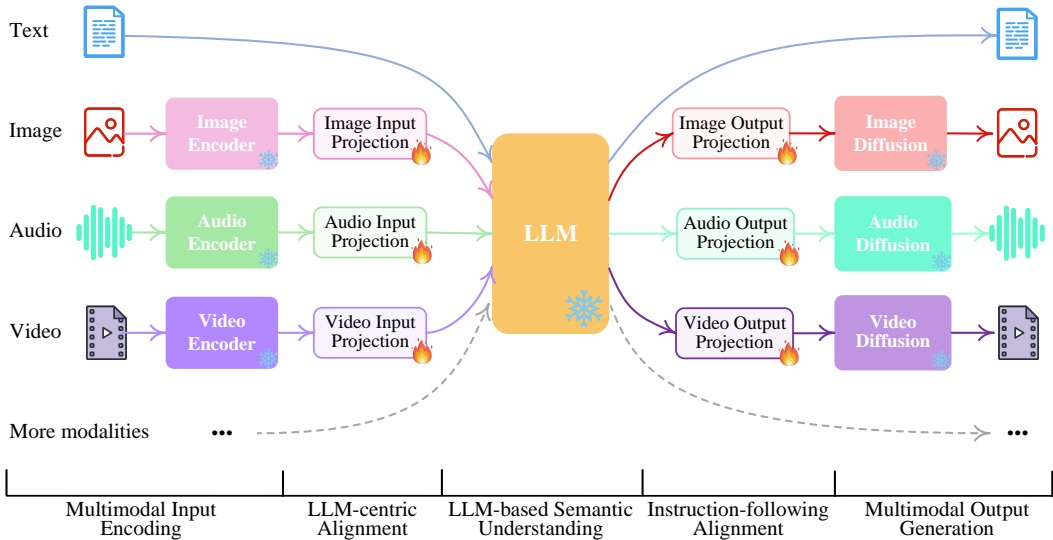 Text
Image
Image
Encoder
Image Input
Projection
Image Output
Projection
Image
Diffusion
Audio
Audio
Encoder
Audio Input
Projection
LLM
Audio Output
Projection
Audio
Diffusion
Video
Video
Encoder
Video Input
Projection
Video Output
Projection
Video
Diffusion
More modalities
...
...
Multimodal Input
Encoding
LLM-centric
Alignment
LLM-based Semantic
Understanding
Instruction-following
Alignment
Multimodal Output
Generation